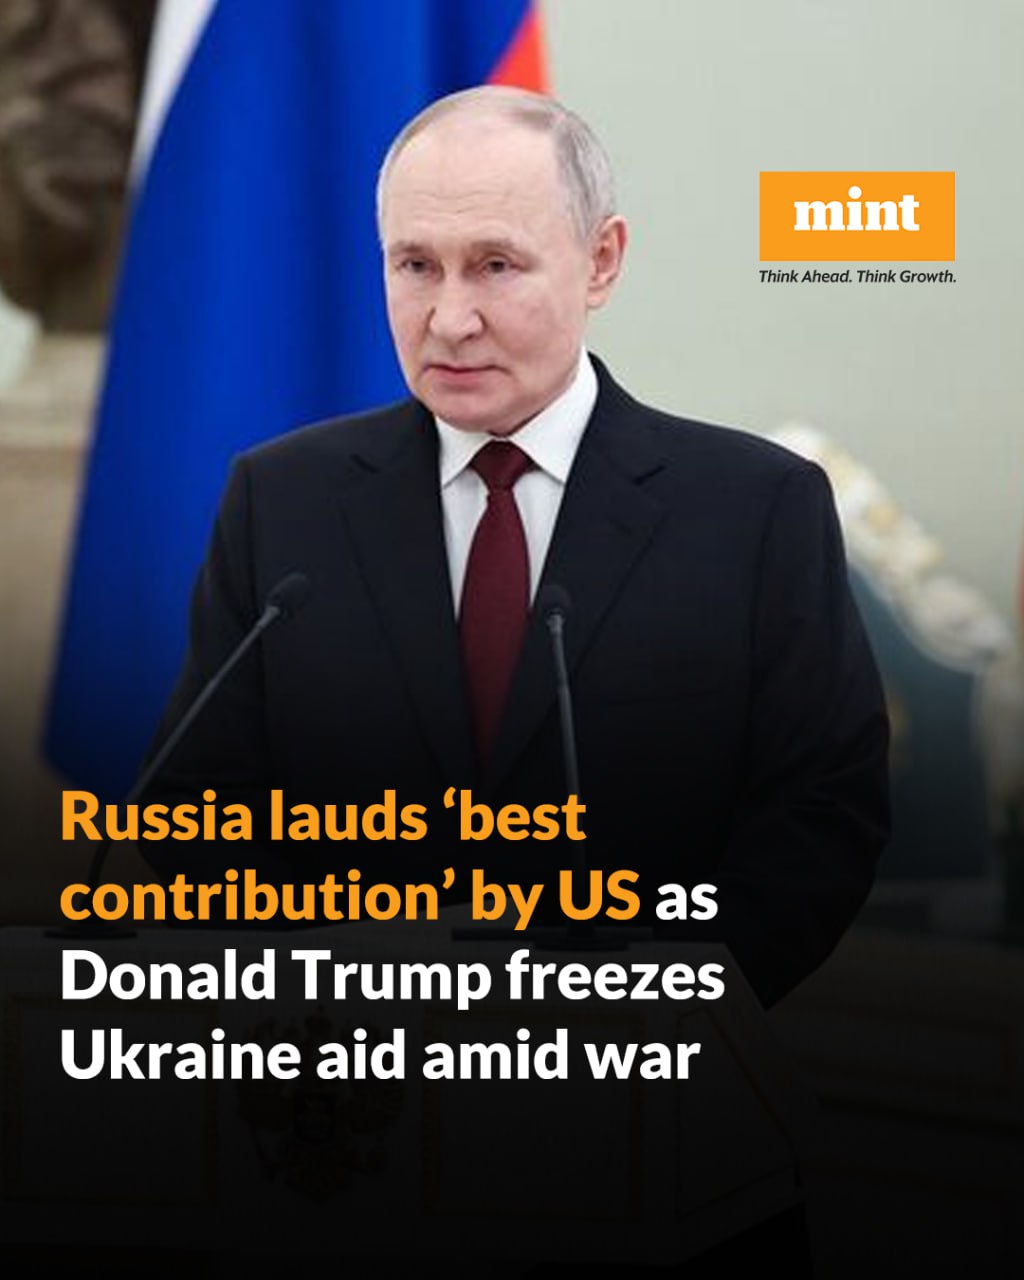 mint
Think Ahead. Think Growth.
Russia lauds ‘best
contribution’ by US as
Donald Trump freezes
Ukraine aid amid war